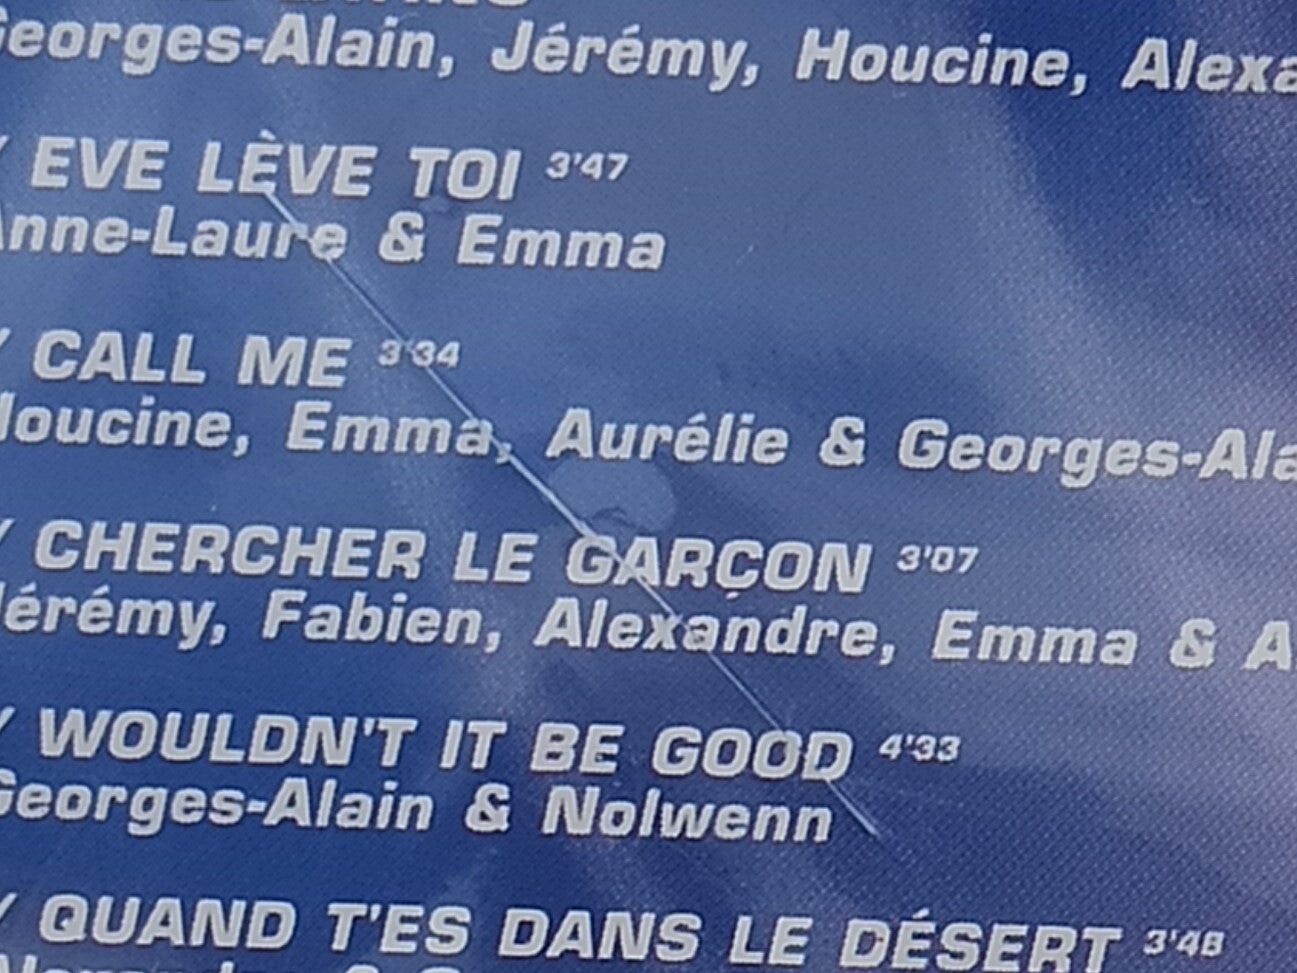 Georges-Alain, Jérémy, Houcine, Alexa
/ EVE LÈVE TOI 3'47
Anne-Laure & Emma
/ CALL ME 3'34
Houcine, Emma, Aurélie & Georges-Ala
/ CHERCHER LE GARÇON 3'07
Jérémy, Fabien, Alexandre, Emma & A
/ WOULDN'T IT BE GOOD 4'33
Georges-Alain & Nolwenn
/ QUAND T'ES DANS LE DÉSERT 3'48